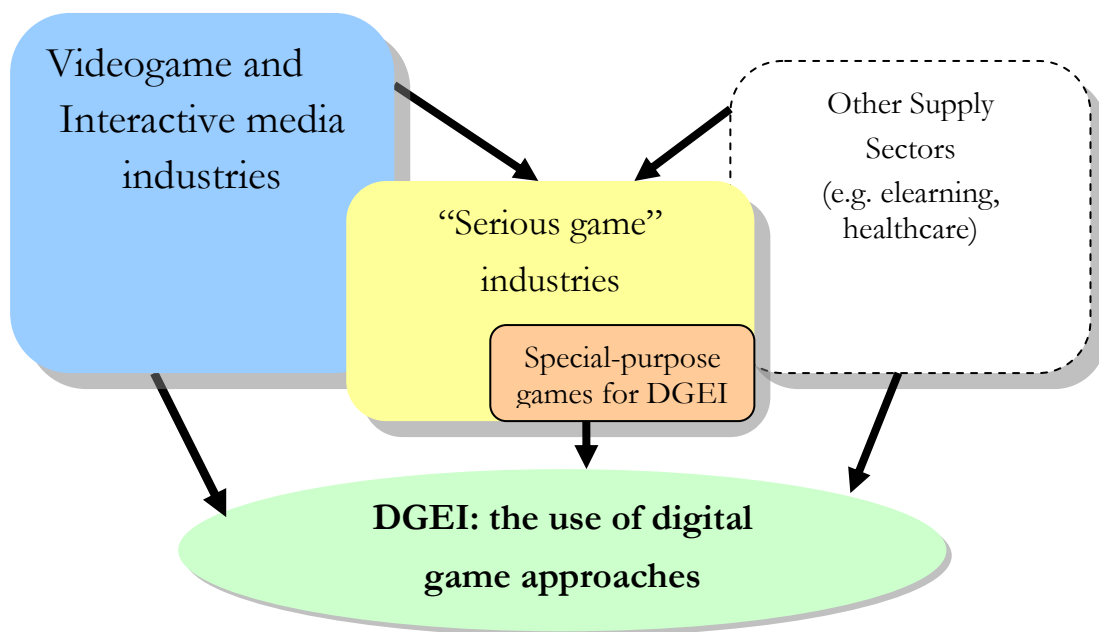 Videogame and
Interactive media
industries
Other Supply
Sectors
(e.g. elearning,
healthcare)
“Serious game”
industries
Special-purpose
games for DGEI
DGEI: the use of digital
game approaches